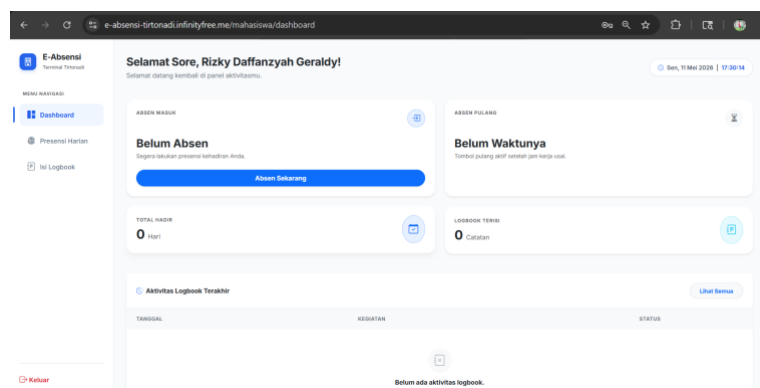 e-absensi-tirtonadi.infinityfree.me/mahasiswa/dashboard
E-Absensi
Terminal Tirtonadi
MENU NAVIGASI
Dashboard
Presensi Harian
Isi Logbook
Keluar
Selamat Sore, Rizky Daffanzyah Geraldy!
Selamat datang kembali di panel aktivitasmu.
Sen, 11 Mei 2026 | 17:30:14
ABSEN MASUK
Belum Absen
Segera lakukan presensi kehadiran Anda.
Absen Sekarang
ABSEN PULANG
Belum Waktunya
Tombol pulang aktif setelah jam kerja usai.
TOTAL HADIR
0 Hari
LOGBOOK TERISI
0 Catatan
Aktivitas Logbook Terakhir
Lihat Semua
TANGGAL KEGIATAN STATUS
Belum ada aktivitas logbook.